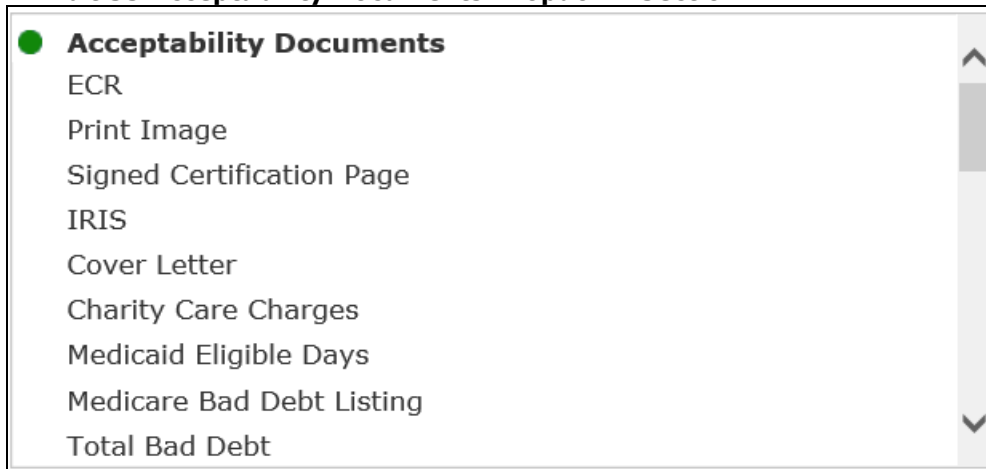 Acceptability Documents
ECR
Print Image
Signed Certification Page
IRIS
Cover Letter
Charity Care Charges
Medicaid Eligible Days
Medicare Bad Debt Listing
Total Bad Debt